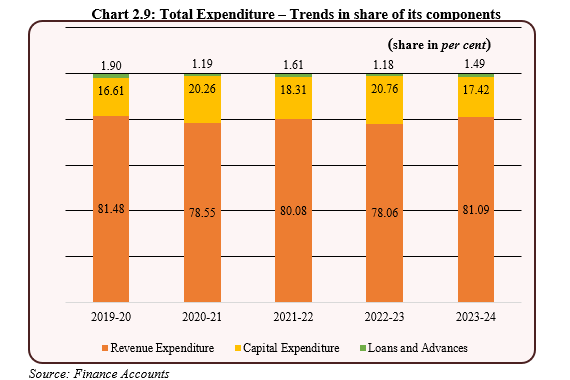 Chart 2.9: Total Expenditure – Trends in share of its components
(share in per cent)
1.90 1.19 1.61 1.18 1.49
16.61 20.26 18.31 20.76 17.42
81.48 78.55 80.08 78.06 81.09
2019-20 2020-21 2021-22 2022-23 2023-24
Revenue Expenditure Capital Expenditure Loans and Advances
Source: Finance Accounts